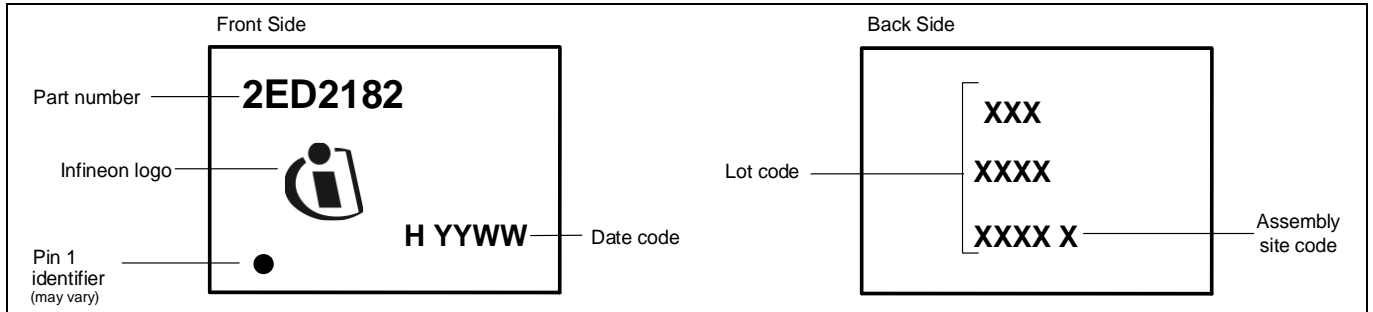 Front Side
Part number
2ED2182
Infineon logo
H YYWW
Date code
Pin 1
identifier
(may vary)
Back Side
Lot code
XXX
XXXX
XXXX X
Assembly
site code